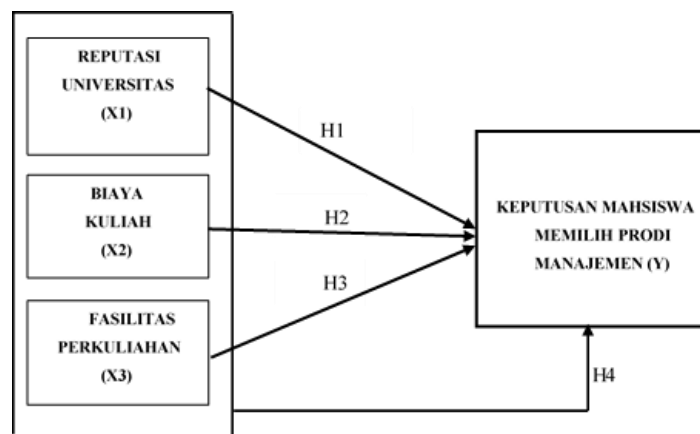 REPUTASI
UNIVERSITAS
(X1)
H1
BIAYA
KULIAH
(X2)
H2
KEPUTUSAN MAHSISWA
MEMILIH PRODI
MANAJEMEN (Y)
H3
FASILITAS
PERKULIAHAN
(X3)
H4